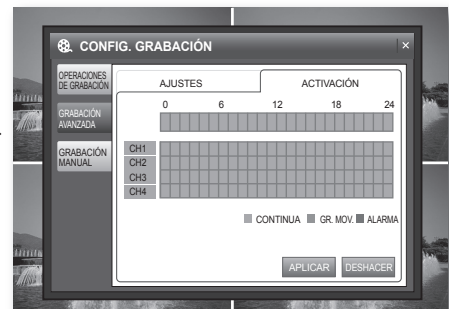 CONFIG. GRABACIÓN
×
OPERACIONES
DE GRABACIÓN
GRABACIÓN
AVANZADA
GRABACIÓN
MANUAL
AJUSTES
ACTIVACIÓN
0 6 12 18 24
CH1
CH2
CH3
CH4
CONTINUA GR. MOV. ALARMA
APLICAR DESHACER